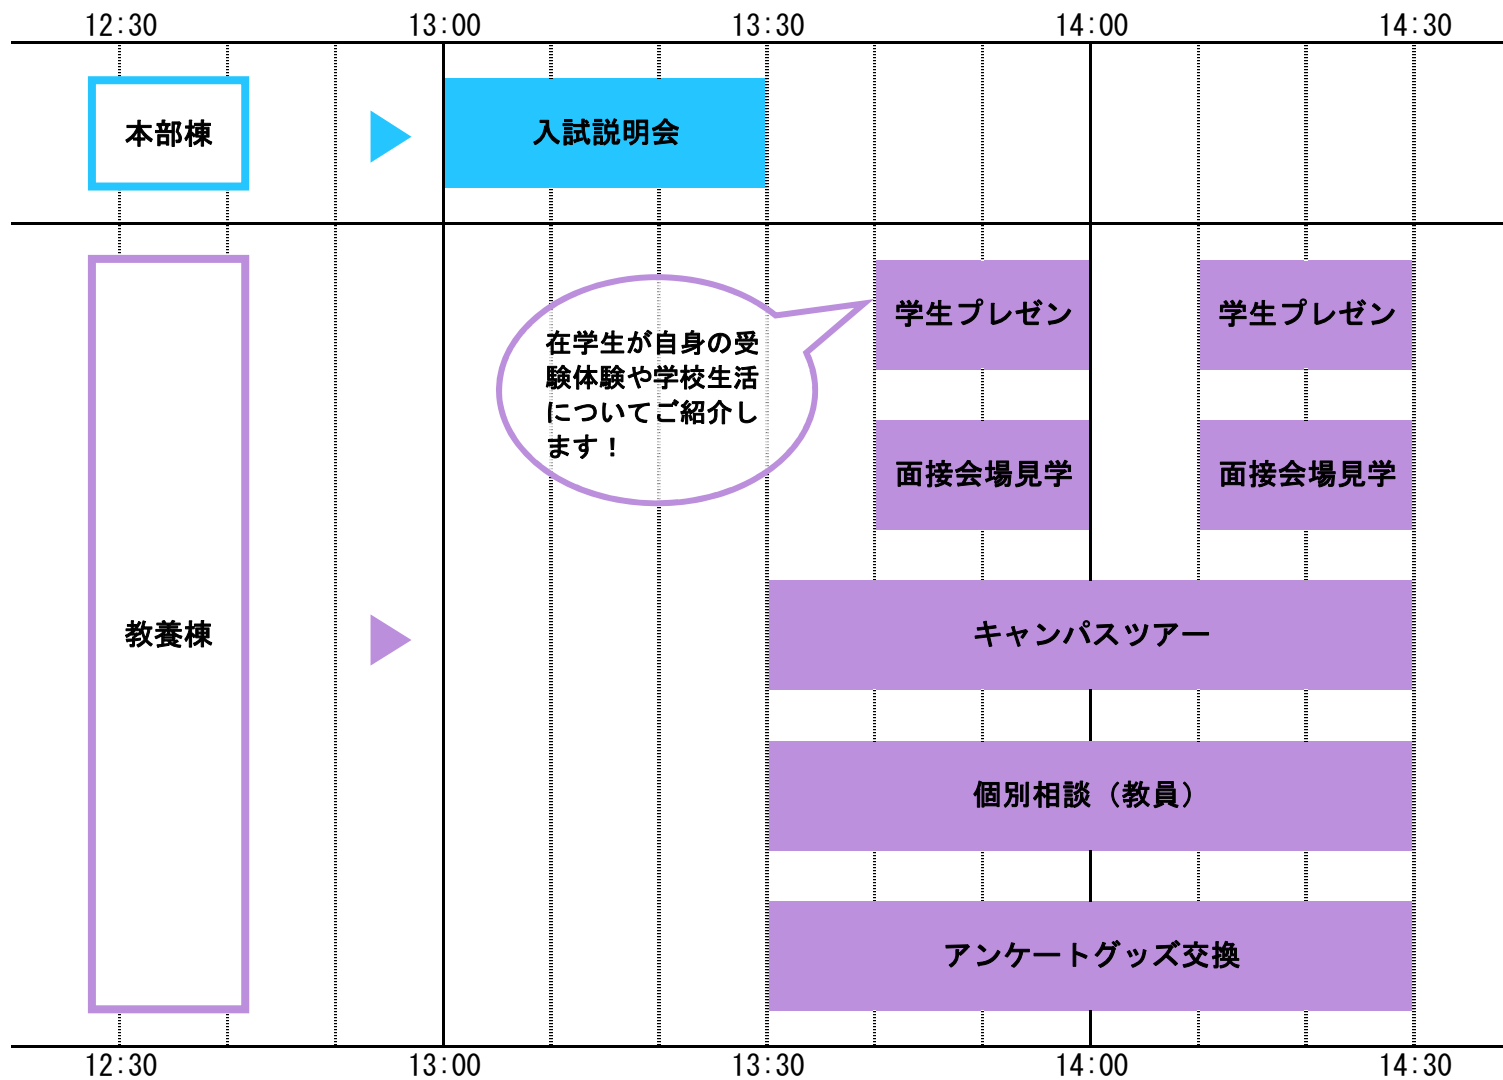 12:30 13:00 13:30 14:00 14:30
本部棟
入試説明会
学生プレゼン
学生プレゼン
在学生が自身の受
験体験や学校生活
についてご紹介し
ます！
面接会場見学
面接会場見学
教養棟
キャンパスツアー
個別相談（教員）
アンケートグッズ交換
12:30 13:00 13:30 14:00 14:30